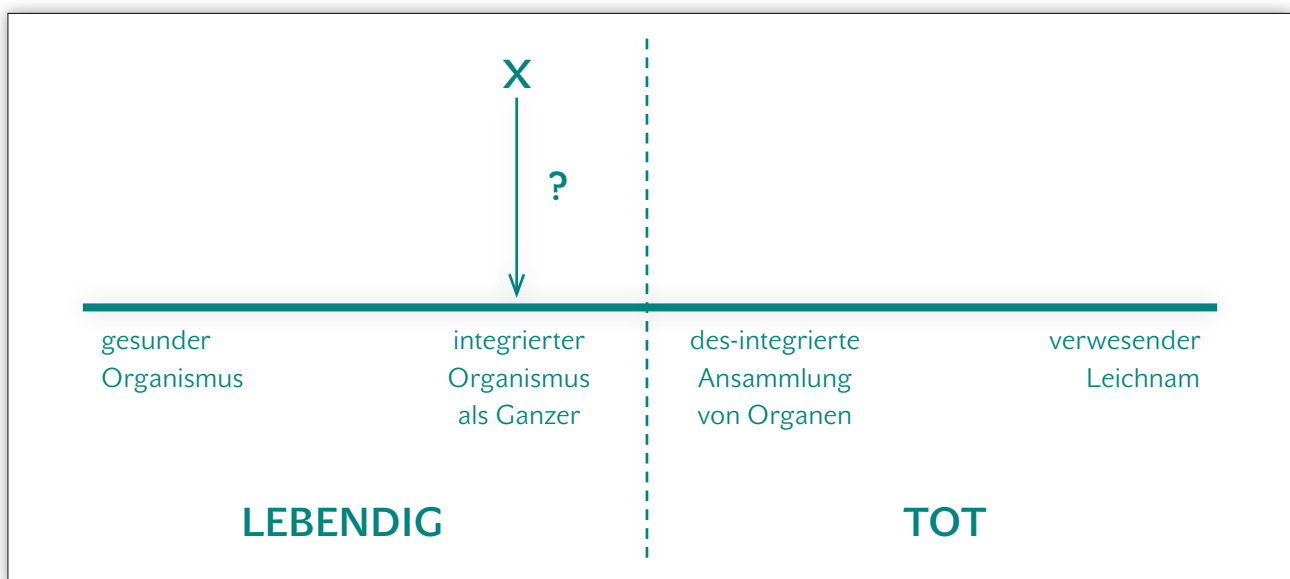 X
?
gesunder
Organismus
integrierter
Organismus
als Ganzer
des-integrierte
Ansammlung
von Organen
verwesender
Leichnam
LEBENDIG
TOT